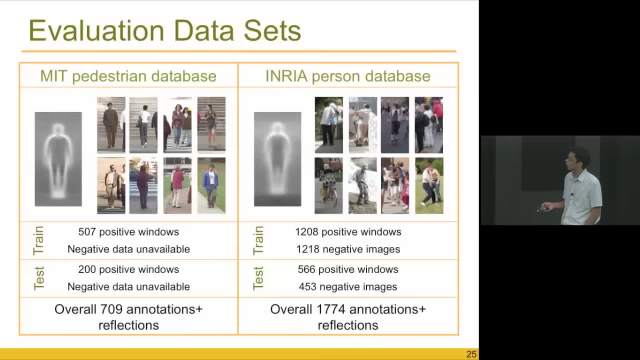 Evaluation Data Sets
MIT pedestrian database
INRIA person database
Train
507 positive windows
Negative data unavailable
Train
1208 positive windows
1218 negative images
Test
200 positive windows
Negative data unavailable
Test
566 positive windows
453 negative images
Overall 709 annotations+
reflections
Overall 1774 annotations+
reflections
25